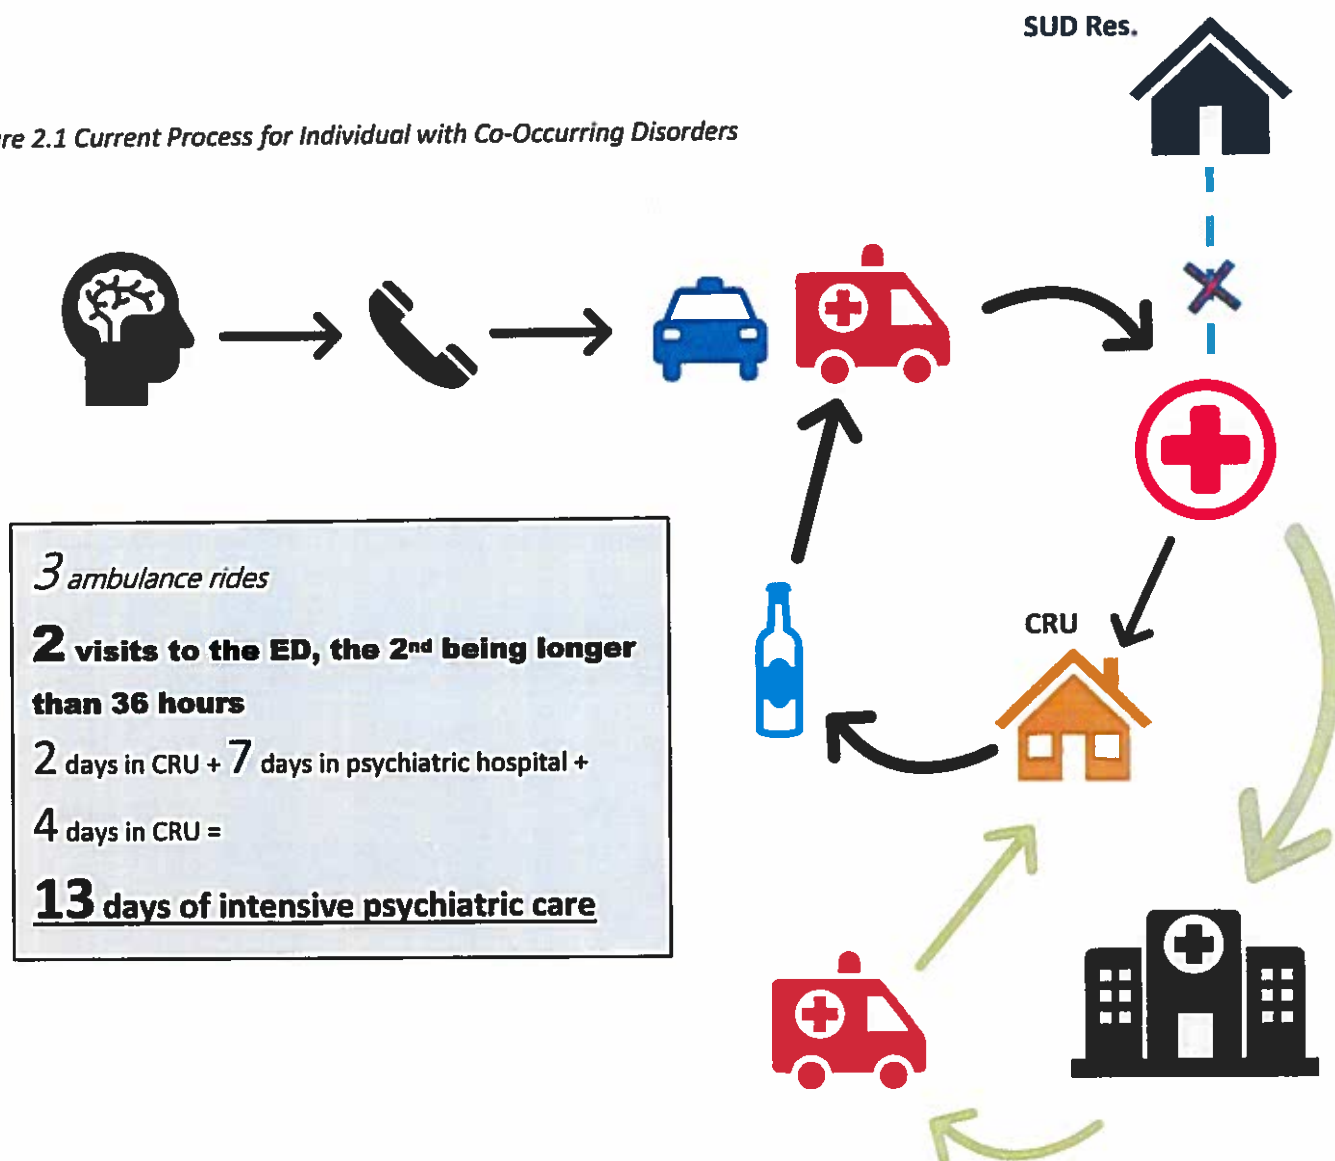 SUD Res.
re 2.1 Current Process for Individual with Co-Occurring Disorders
3 ambulance rides
2 visits to the ED, the 2nd being longer
than 36 hours
CRU
2 days in CRU + 7 days in psychiatric hospital +
4 days in CRU =
13 days of intensive psychiatric care